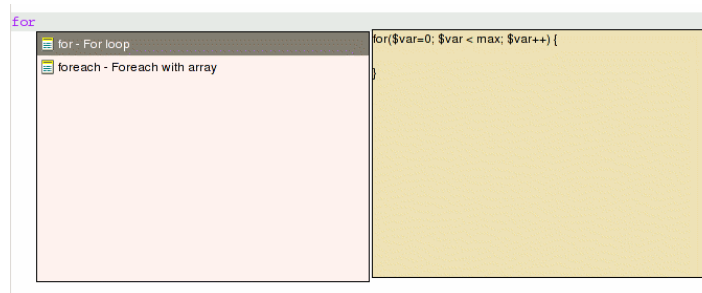 for
for - For loop
foreach - Foreach with array
for($var=0; $var < max; $var++) {
}